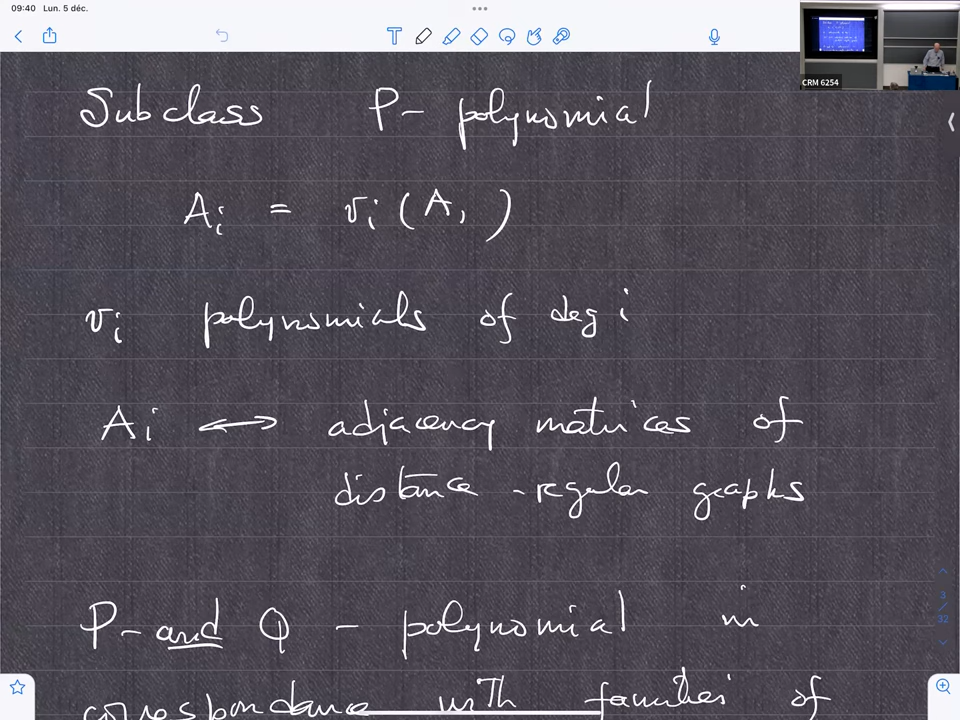 09:40 Lun. 5 déc.
CRM 6254
Subclass P- polynomial
A_i = v_i (A_1)
v_i polynomials of deg i
A_i ⟷ adjacency matrices of
distance - regular graphs
P- and Q - polynomial in
correspondance with families of
3
/
32